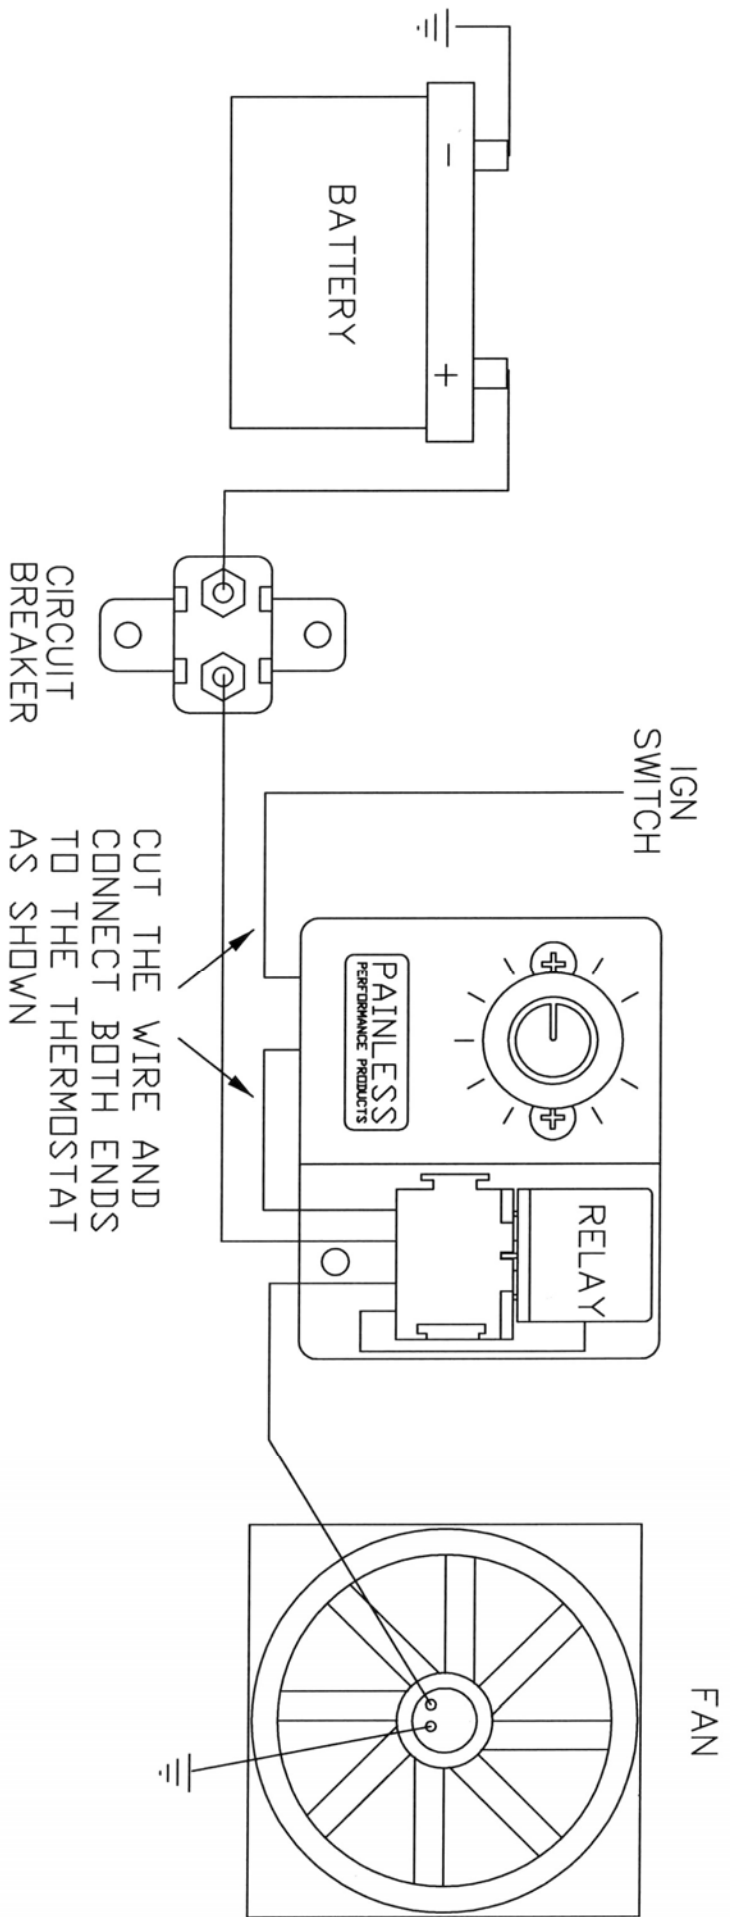 -
BATTERY
+
CIRCUIT
BREAKER
IGN
SWITCH
CUT THE WIRE AND
CONNECT BOTH ENDS
TO THE THERMOSTAT
AS SHOWN
PAINLESS
PERFORMANCE PRODUCTS
RELAY
FAN